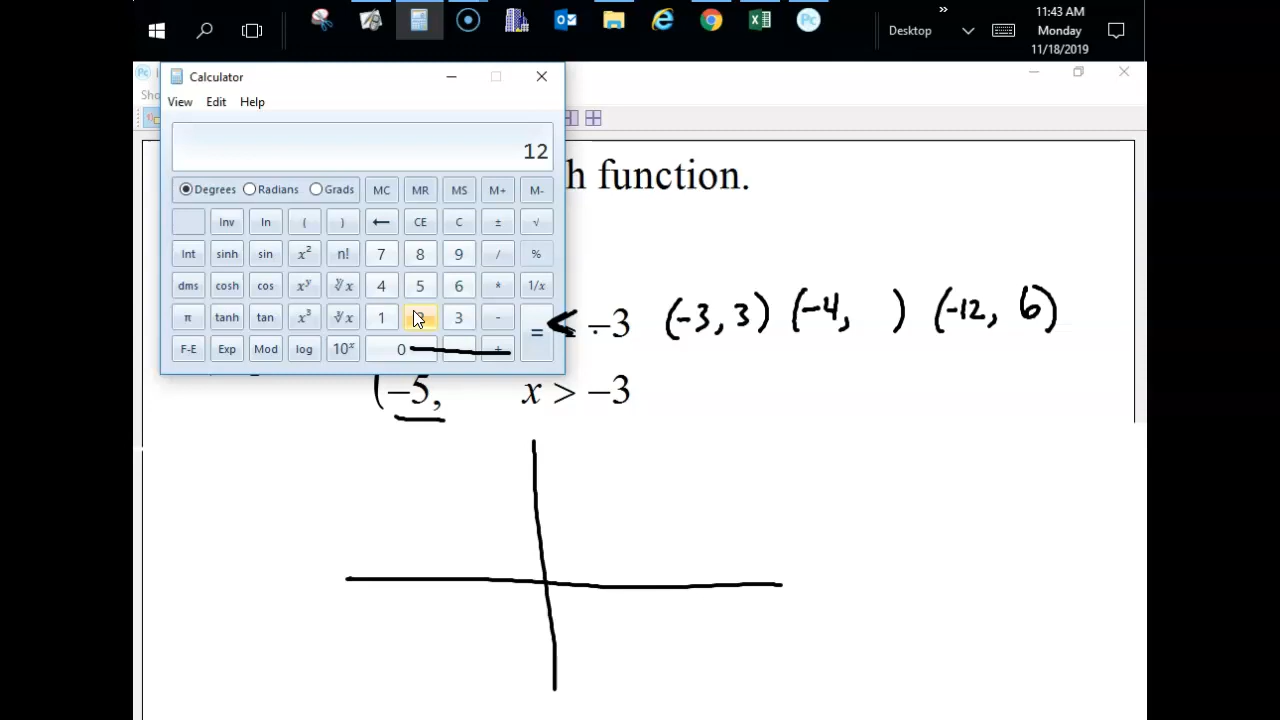 11:43 AM
Desktop
Monday
11/18/2019
Calculator
View Edit Help
12
h function.
Degrees Radians Grads MC MR MS M+ M-
Inv ln ( ) ← CE C ± √
Int sinh sin x² n! 7 8 9 / %
dms cosh cos xʸ ʸ√x 4 5 6 * 1/x
π tanh tan x³ ³√x 1 3 - =
F-E Exp Mod log 10ˣ 0 . +
< −3 (-3, 3) (-4, ) (-12, 6)
(−5, x > −3